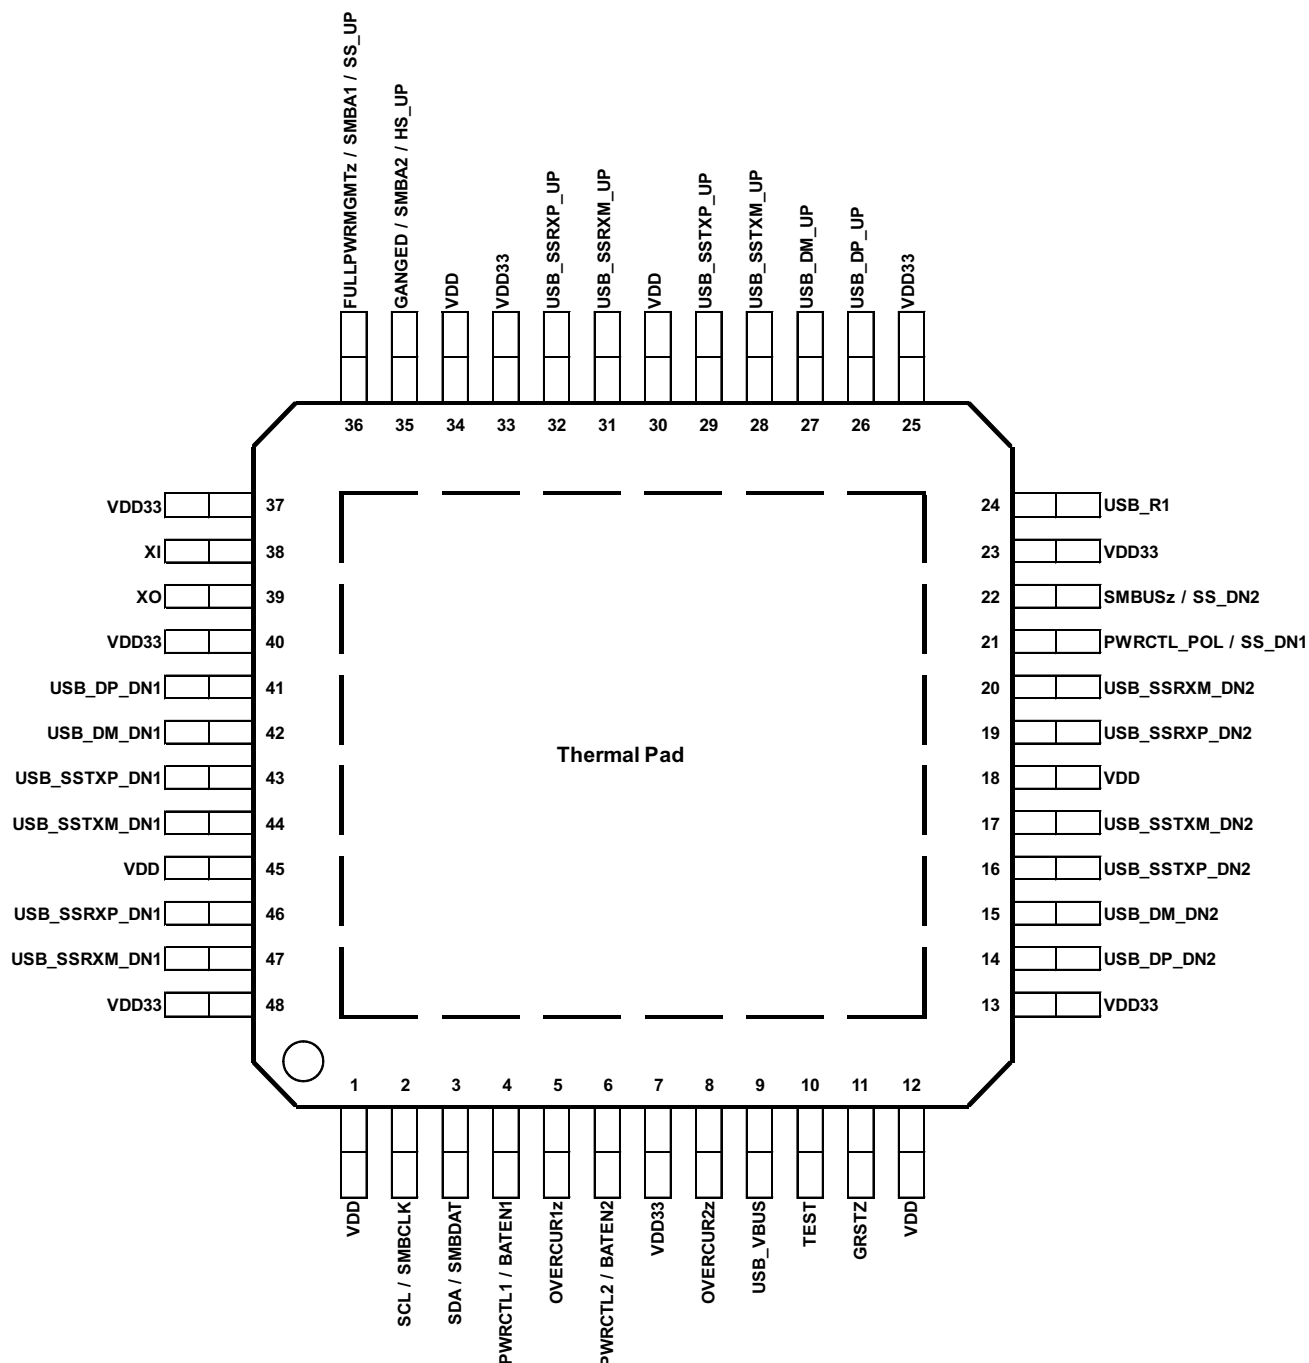 FULLPWRMGMTz / SMBA1 / SS_UP
GANGED / SMBA2 / HS_UP
VDD
VDD33
USB_SSRXP_UP
USB_SSRXM_UP
VDD
USB_SSTXP_UP
USB_SSTXM_UP
USB_DM_UP
USB_DP_UP
VDD33
36
35
34
33
32
31
30
29
28
27
26
25
VDD33 37
XI 38
XO 39
VDD33 40
USB_DP_DN1 41
USB_DM_DN1 42
USB_SSTXP_DN1 43
USB_SSTXM_DN1 44
VDD 45
USB_SSRXP_DN1 46
USB_SSRXM_DN1 47
VDD33 48
Thermal Pad
24 USB_R1
23 VDD33
22 SMBUSz / SS_DN2
21 PWRCTL_POL / SS_DN1
20 USB_SSRXM_DN2
19 USB_SSRXP_DN2
18 VDD
17 USB_SSTXM_DN2
16 USB_SSTXP_DN2
15 USB_DM_DN2
14 USB_DP_DN2
13 VDD33
1
2
3
4
5
6
7
8
9
10
11
12
VDD
SCL / SMBCLK
SDA / SMBDAT
PWRCTL1 / BATEN1
OVERCUR1z
PWRCTL2 / BATEN2
VDD33
OVERCUR2z
USB_VBUS
TEST
GRSTZ
VDD